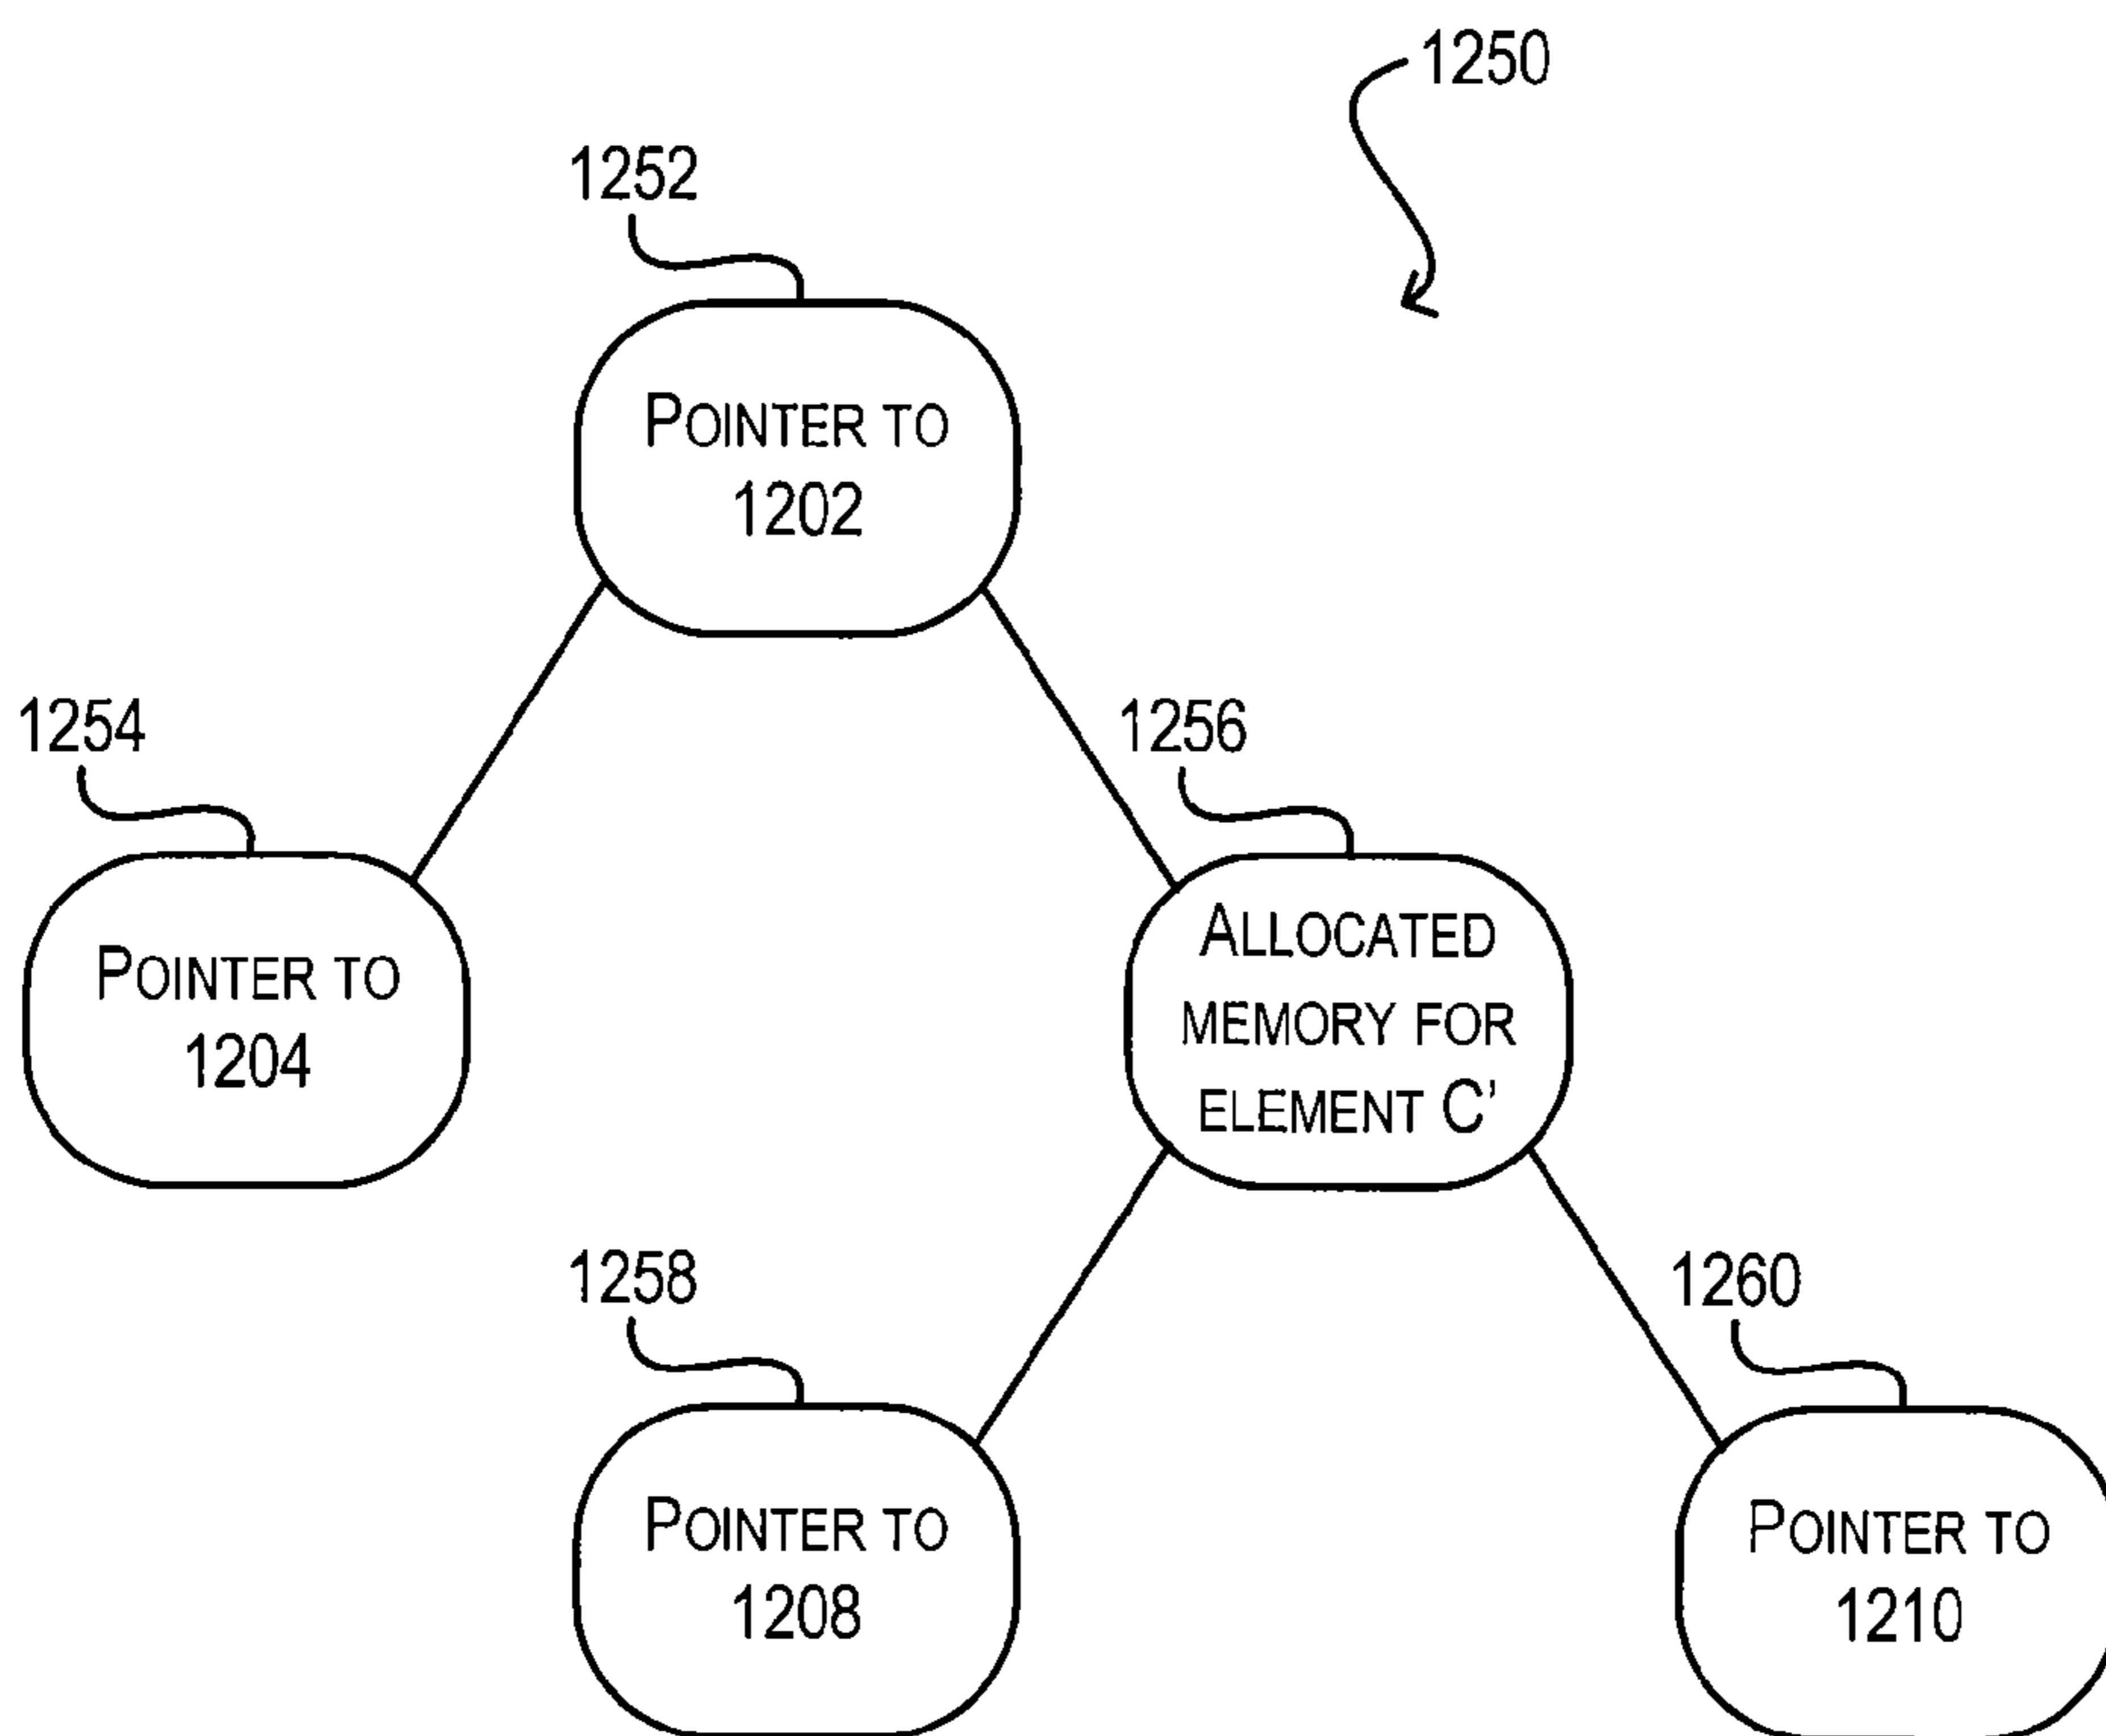 1250
1252
POINTER TO
1202
1254
1256
POINTER TO
1204
ALLOCATED
MEMORY FOR
ELEMENT C'
1258
1260
POINTER TO
1208
POINTER TO
1210